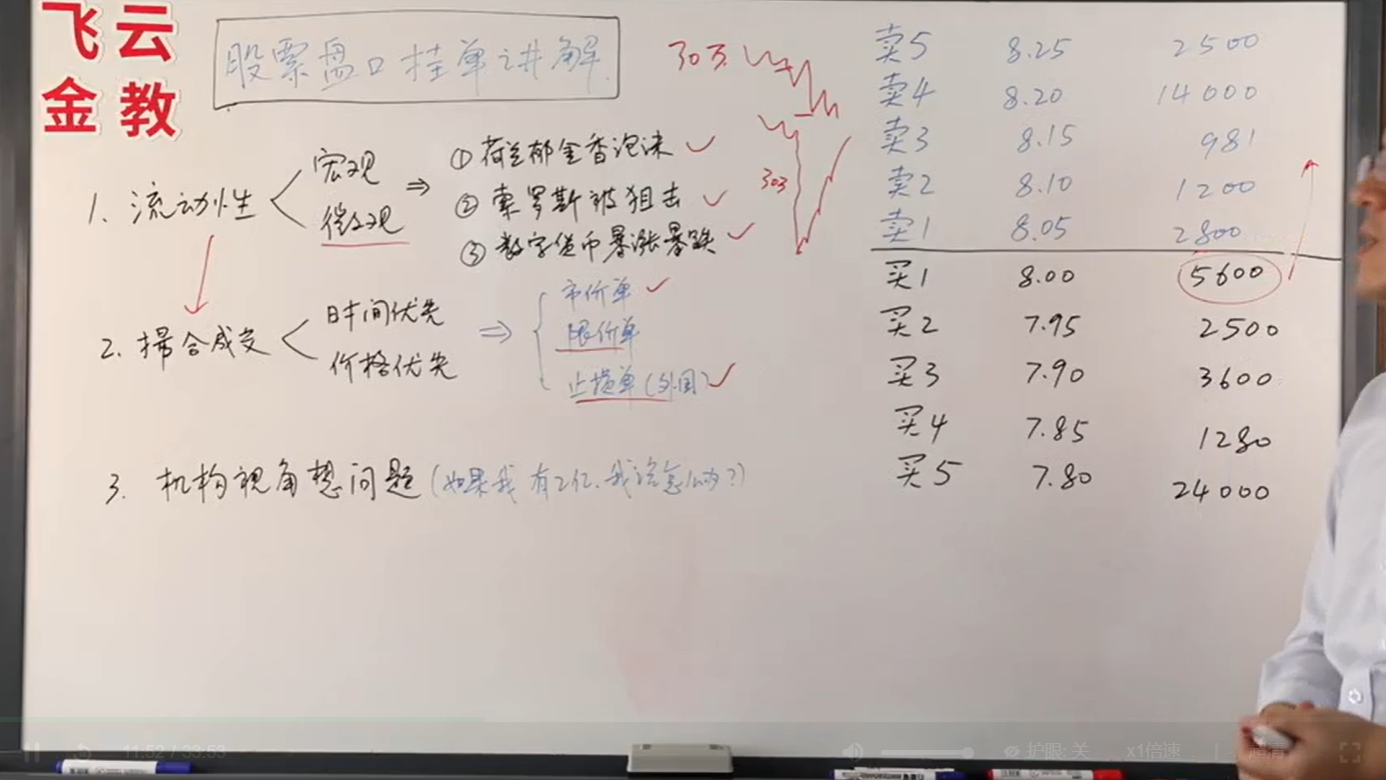 飞云
金教
股票盘口挂单讲解
30万
1. 流动性
宏观
微观
① 荷兰郁金香泡沫
② 索罗斯被狙击
③ 数字货币暴涨暴跌
303
2. 撮合成交
时间优先
价格优先
市价单
限价单
止损单(外国)
3. 机构视角想问题(如果我有2亿、我该怎么办?)
卖5 8.25 2500
卖4 8.20 14000
卖3 8.15 981
卖2 8.10 1200
卖1 8.05 2800
买1 8.00 5600
买2 7.95 2500
买3 7.90 3600
买4 7.85 1280
买5 7.80 24000
11:52 / 33:53
护眼: 关
x1倍速